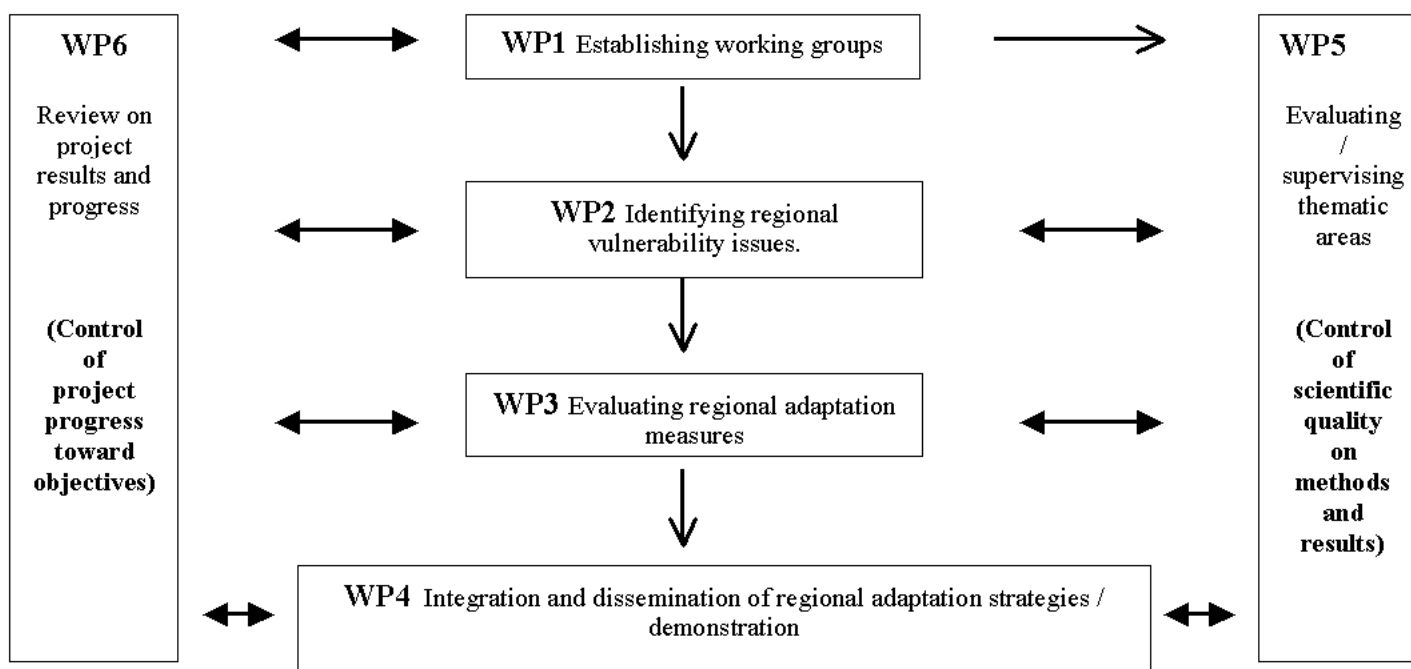 WP6
Review on
project
results and
progress
(Control
of
project
progress
toward
objectives)
WP1 Establishing working groups
WP2 Identifying regional
vulnerability issues.
WP3 Evaluating regional adaptation
measures
WP4 Integration and dissemination of regional adaptation strategies /
demonstration
WP5
Evaluating
/
supervising
thematic
areas
(Control
of
scientific
quality
on
methods
and
results)